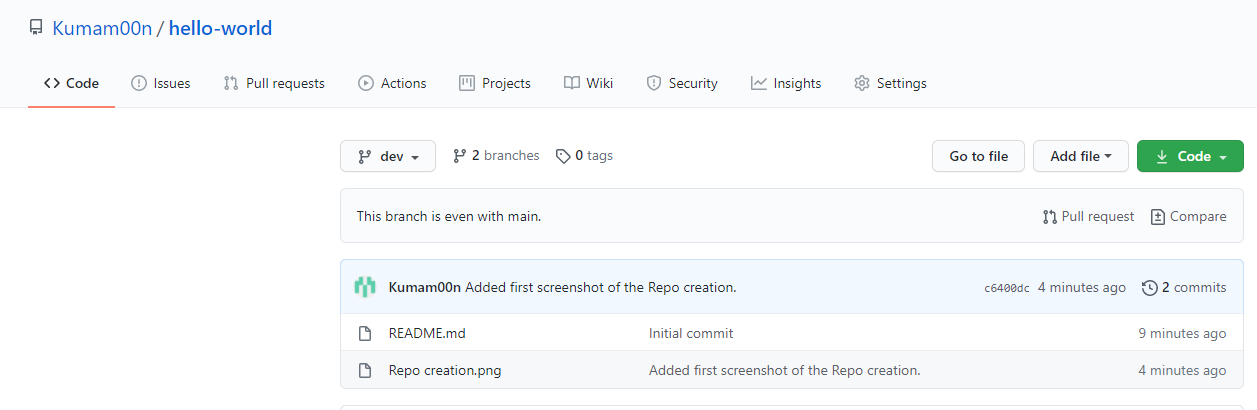 Kumam00n / hello-world
Code Issues Pull requests Actions Projects Wiki Security Insights Settings
dev 2 branches 0 tags Go to file Add file Code
This branch is even with main. Pull request Compare
Kumam00n Added first screenshot of the Repo creation. c6400dc 4 minutes ago 2 commits
README.md Initial commit 9 minutes ago
Repo creation.png Added first screenshot of the Repo creation. 4 minutes ago